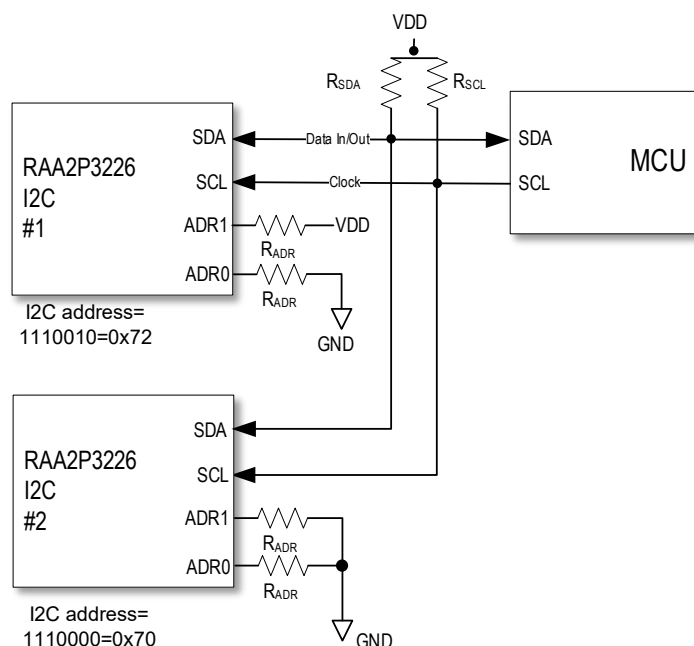 VDD
RSDA
RSCL
RAA2P3226
I2C
#1
SDA
SCL
ADR1
ADR0
Data In/Out
Clock
SDA
SCL
MCU
RADR
VDD
RADR
GND
I2C address=
1110010=0x72
RAA2P3226
I2C
#2
SDA
SCL
ADR1
ADR0
RADR
RADR
GND
I2C address=
1110000=0x70